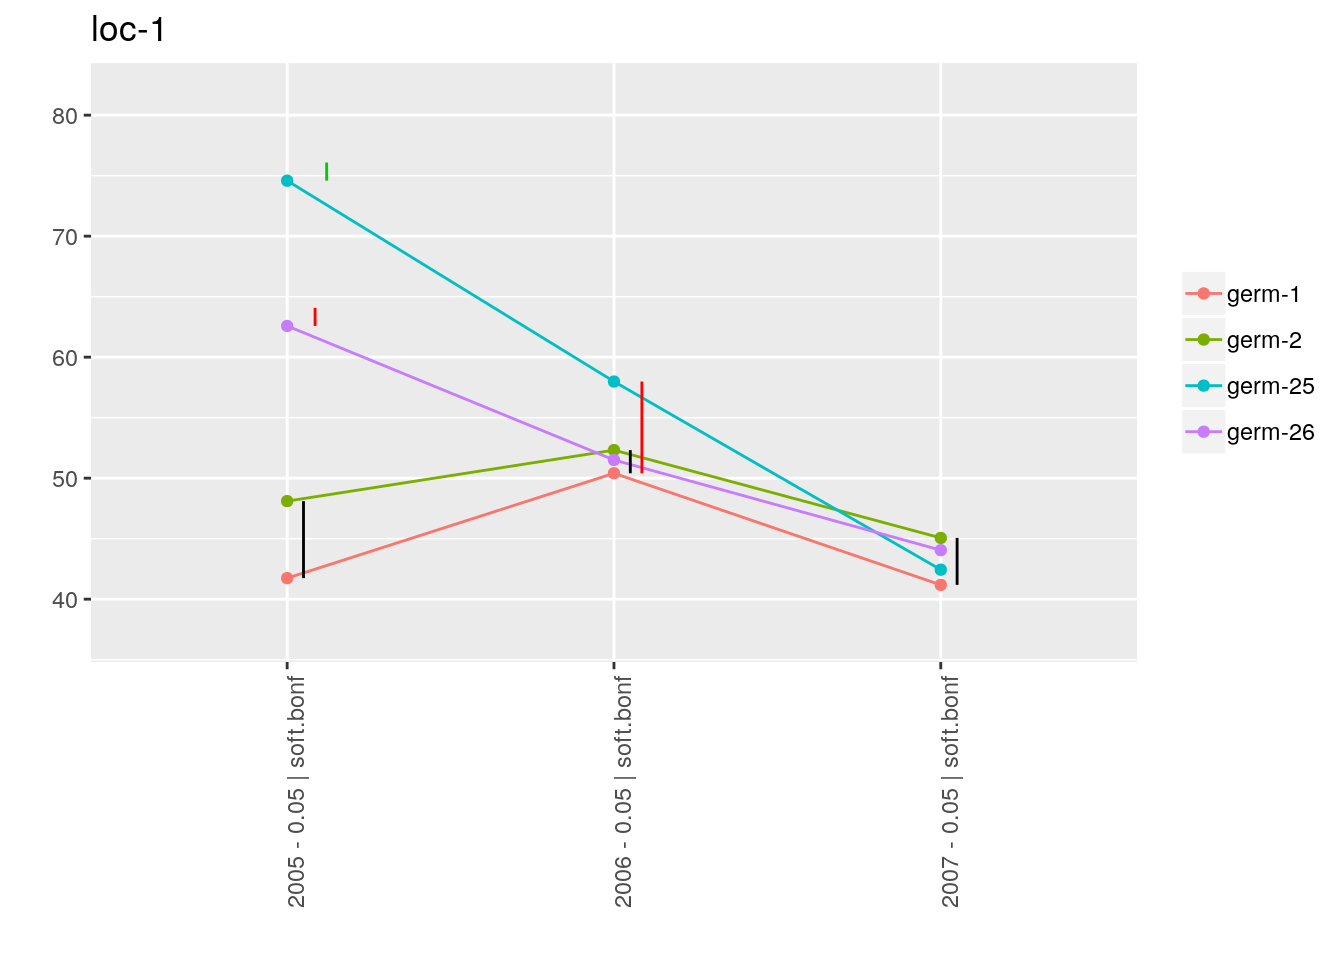 loc-1
80
70
60
50
40
2005 - 0.05 | soft.bonf
2006 - 0.05 | soft.bonf
2007 - 0.05 | soft.bonf
germ-1
germ-2
germ-25
germ-26